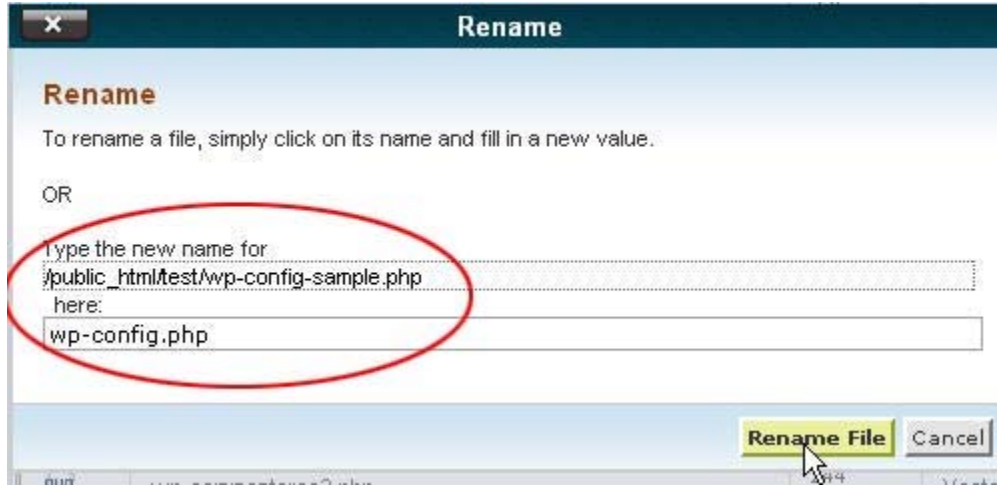 Rename
Rename
To rename a file, simply click on its name and fill in a new value.
OR
Type the new name for
/public_html/test/wp-config-sample.php
here:
wp-config.php
Rename File Cancel